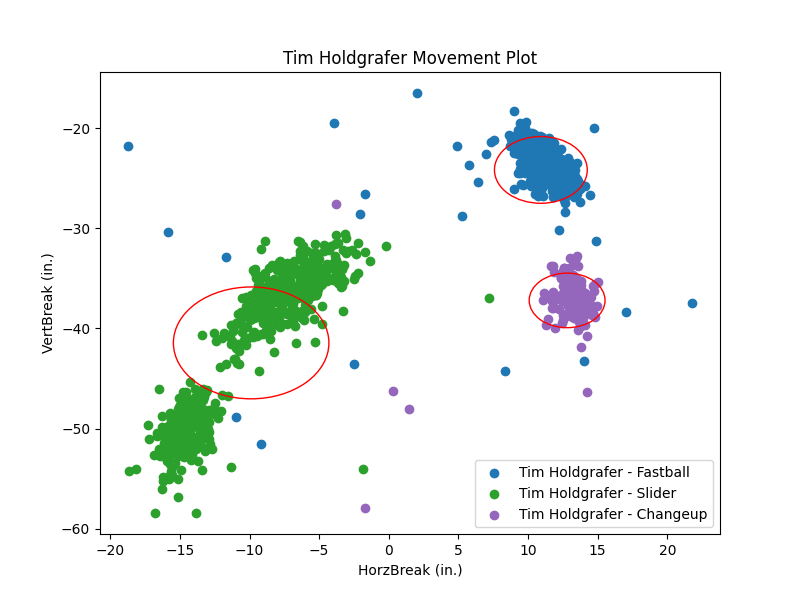 Tim Holdgrafer Movement Plot
VertBreak (in.)
−20
−30
−40
−50
−60
Tim Holdgrafer - Fastball
Tim Holdgrafer - Slider
Tim Holdgrafer - Changeup
−20 −15 −10 −5 0 5 10 15 20
HorzBreak (in.)